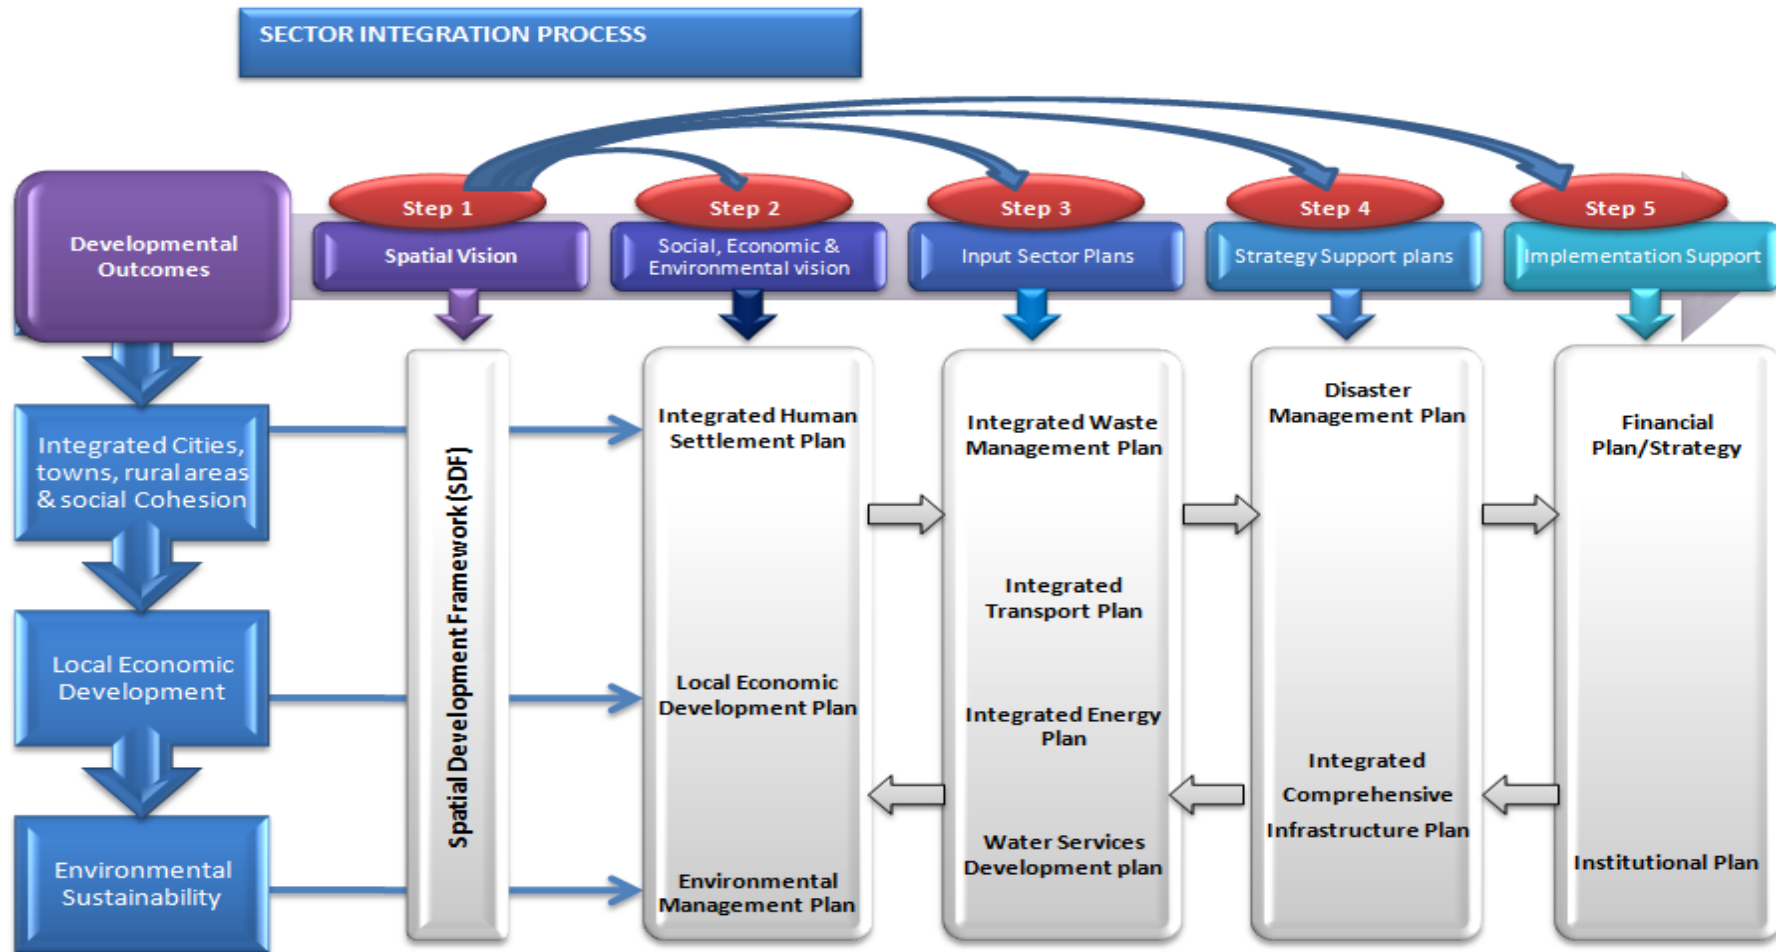 SECTOR INTEGRATION PROCESS
Developmental
Outcomes
Step 1
Spatial Vision
Step 2
Social, Economic &
Environmental vision
Step 3
Input Sector Plans
Step 4
Strategy Support plans
Step 5
Implementation Support
Integrated Cities,
towns, rural areas
& social Cohesion
Local Economic
Development
Environmental
Sustainability
Spatial Development Framework (SDF)
Integrated Human
Settlement Plan
Local Economic
Development Plan
Environmental
Management Plan
Integrated Waste
Management Plan
Integrated
Transport Plan
Integrated Energy
Plan
Water Services
Development plan
Disaster
Management Plan
Integrated
Comprehensive
Infrastructure Plan
Financial
Plan/Strategy
Institutional Plan